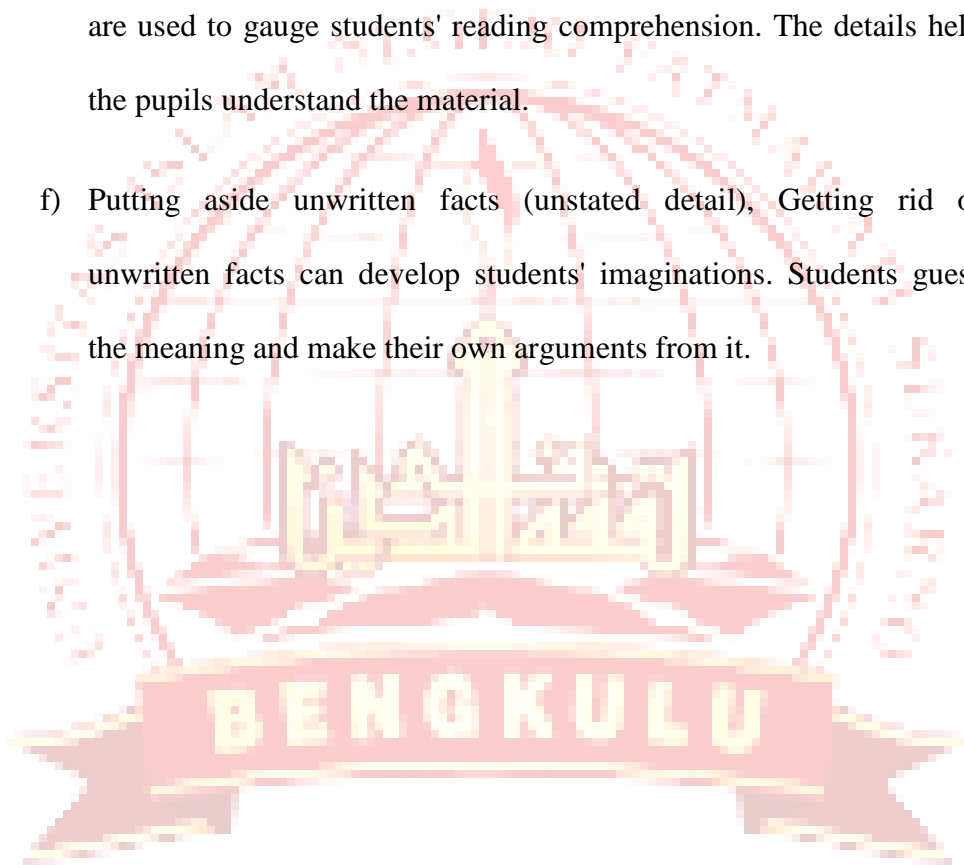 are used to gauge students' reading comprehension. The details hel
the pupils understand the material.
f) Putting aside unwritten facts (unstated detail), Getting rid o
unwritten facts can develop students' imaginations. Students gues
the meaning and make their own arguments from it.
BENGKULU